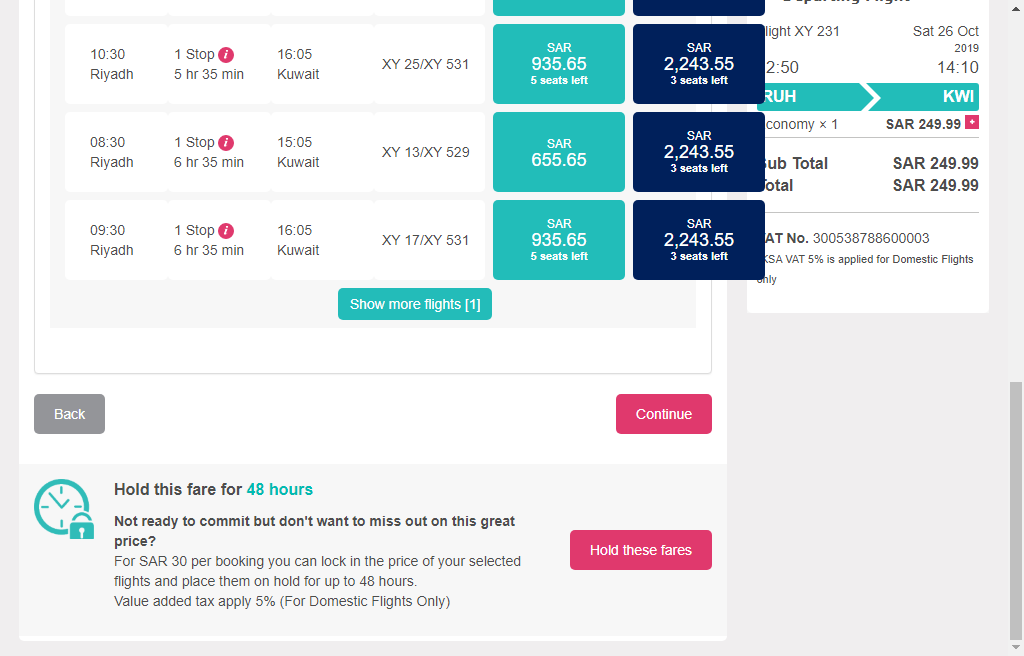 10:30
Riyadh
1 Stop i
5 hr 35 min
16:05
Kuwait
XY 25/XY 531
SAR
935.65
5 seats left
SAR
2,243.55
3 seats left
08:30
Riyadh
1 Stop i
6 hr 35 min
15:05
Kuwait
XY 13/XY 529
SAR
655.65
SAR
2,243.55
3 seats left
09:30
Riyadh
1 Stop i
6 hr 35 min
16:05
Kuwait
XY 17/XY 531
SAR
935.65
5 seats left
SAR
2,243.55
3 seats left
Show more flights [1]
Back
Continue
Hold this fare for 48 hours
Not ready to commit but don't want to miss out on this great
price?
For SAR 30 per booking you can lock in the price of your selected
flights and place them on hold for up to 48 hours.
Value added tax apply 5% (For Domestic Flights Only)
Hold these fares
XY 231
Sat 26 Oct
2019
14:10
RUH
KWI
× 1
SAR 249.99 +
Total
SAR 249.99
SAR 249.99
No. 300538788600003
KSA VAT 5% is applied for Domestic Flights
only